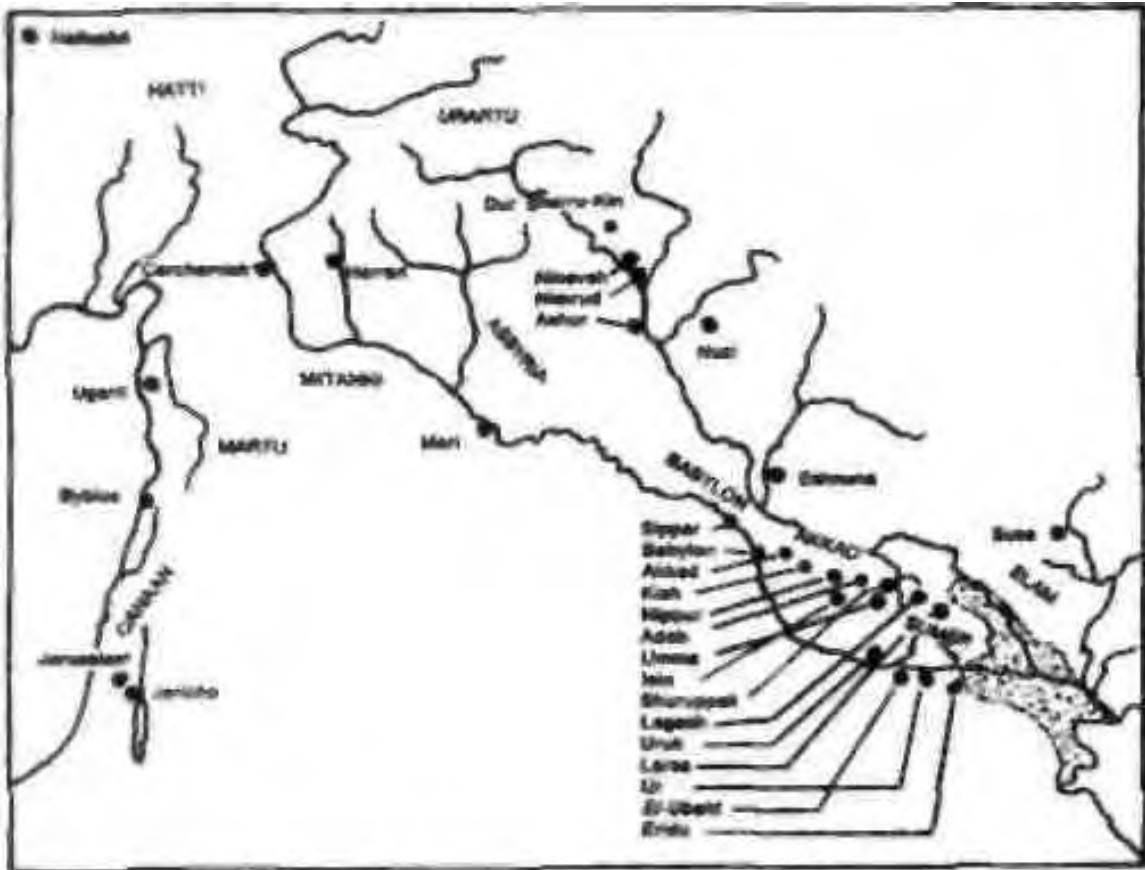 Hattushit
HATTI
URARTU
Dur Sharru-Kin
Carchemish
Harran
Nineveh
Nimrud
Ashur
Nuzi
ASSYRIA
MITANNI
Ugarit
MARTU
Mari
BABYLON
Eshnuna
Byblos
Sippar
Babylon
AKKAD
Susa
Akkad
ELAM
Kish
Nippur
CANAAN
Adab
SUMER
Umma
Isin
Jerusalem
Shuruppak
Jericho
Lagash
Uruk
Larsa
Ur
El-Ubaid
Eridu